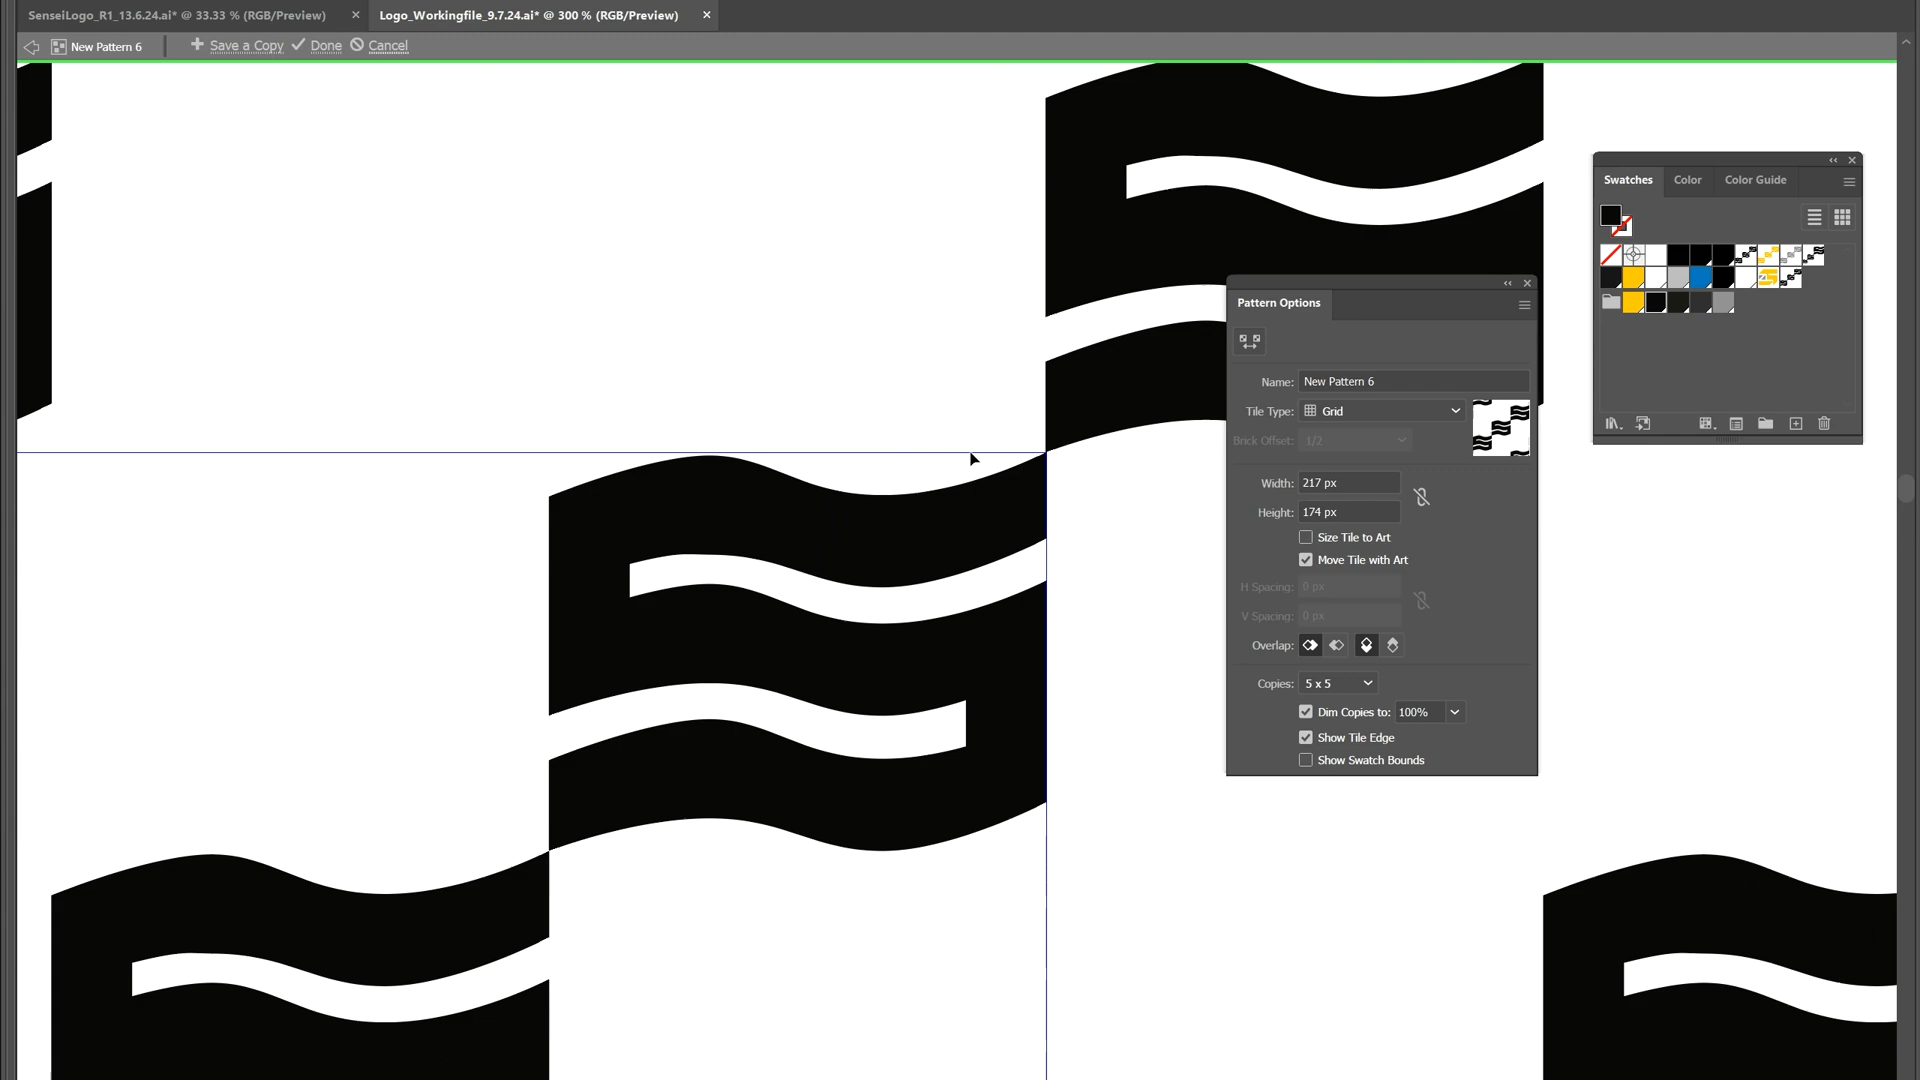 SenseiLogo_R1_13.6.24.ai* @ 33.33 % (RGB/Preview)
Logo_Workingfile_9.7.24.ai* @ 300 % (RGB/Preview)
New Pattern 6
Save a Copy
Done
Cancel
Swatches
Color
Color Guide
Pattern Options
Name: New Pattern 6
Tile Type: Grid
Brick Offset: 1/2
Width: 217 px
Height: 174 px
Size Tile to Art
Move Tile with Art
H Spacing: 0 px
V Spacing: 0 px
Overlap:
Copies: 5 x 5
Dim Copies to: 100%
Show Tile Edge
Show Swatch Bounds